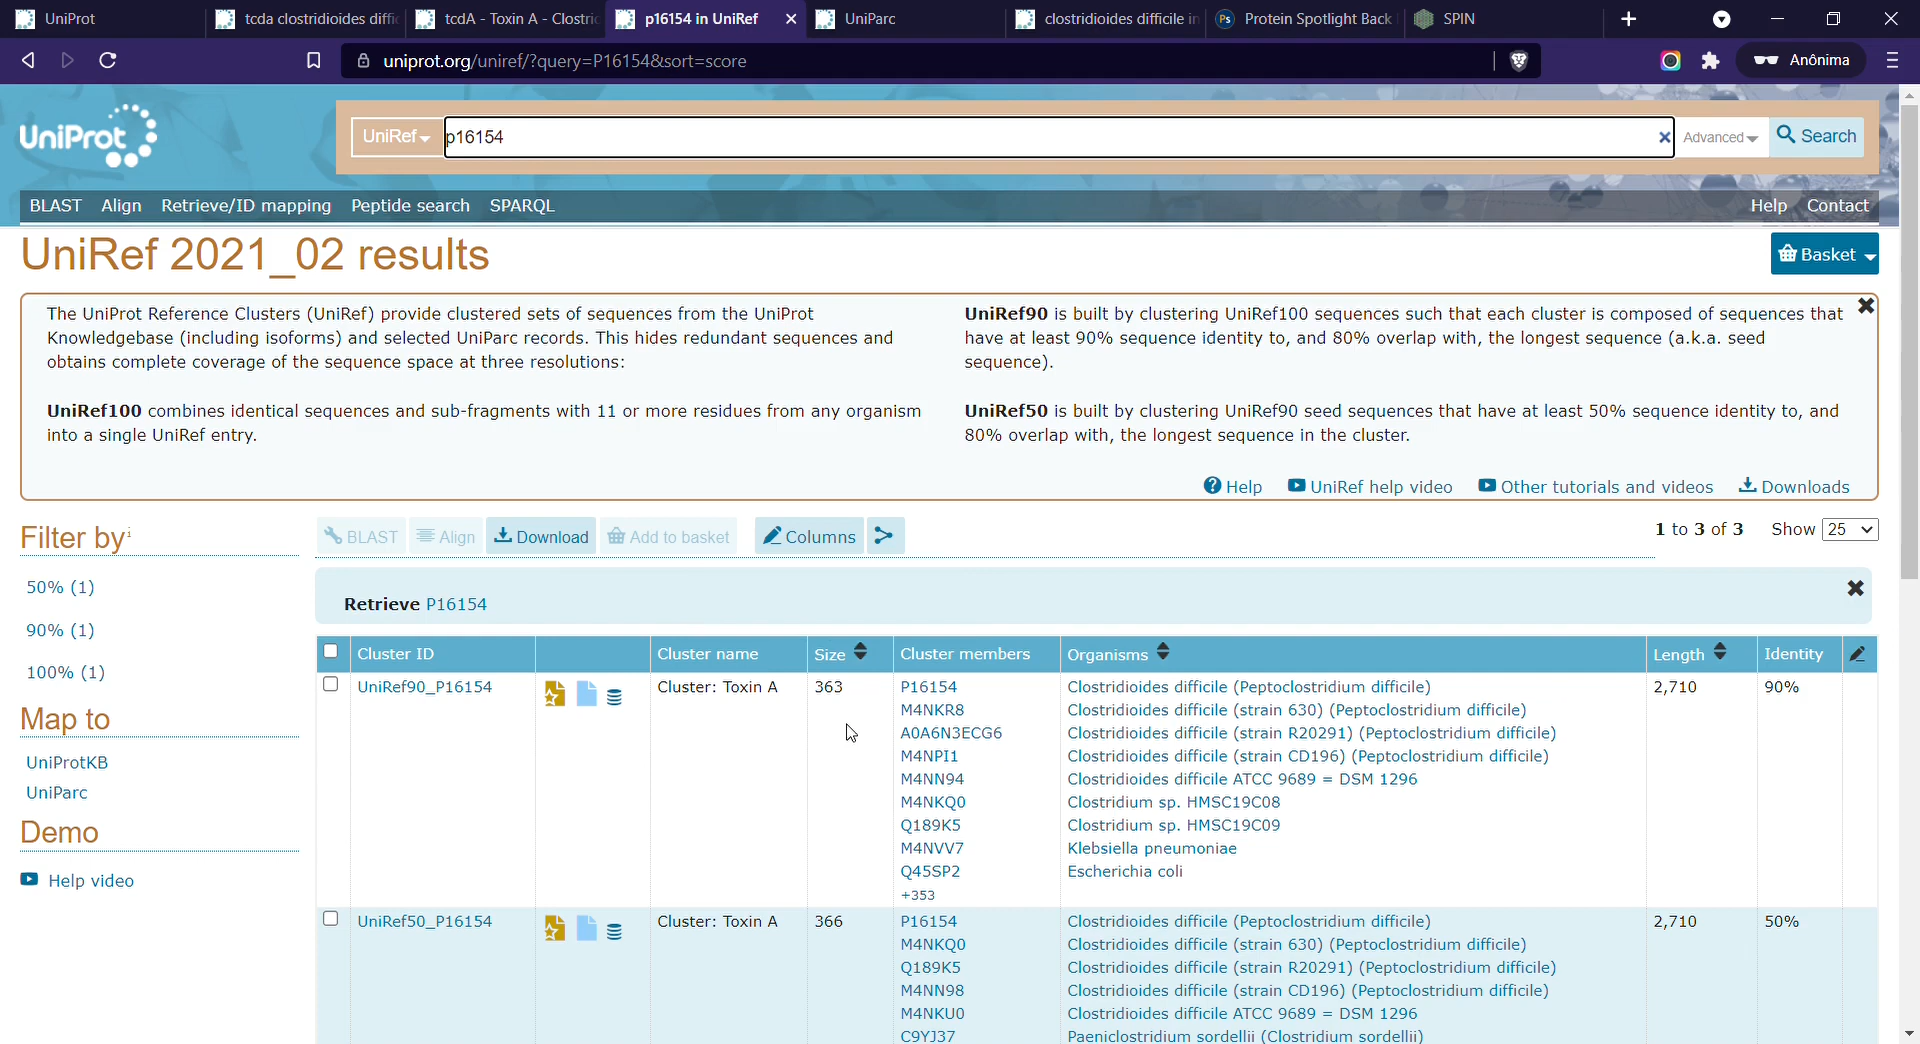 UniProt
tcda clostridioides diffi
tcdA - Toxin A - Clostri
p16154 in UniRef
UniParc
clostridioides difficile in
Ps
Protein Spotlight Back
SPIN
uniprot.org/uniref/?query=P16154&sort=score
Anônima
UniProt
UniRef
p16154
Advanced
Search
BLAST Align Retrieve/ID mapping Peptide search SPARQL
Help Contact
UniRef 2021_02 results
Basket
The UniProt Reference Clusters (UniRef) provide clustered sets of sequences from the UniProt
Knowledgebase (including isoforms) and selected UniParc records. This hides redundant sequences and
obtains complete coverage of the sequence space at three resolutions:
UniRef100 combines identical sequences and sub-fragments with 11 or more residues from any organism
into a single UniRef entry.
UniRef90 is built by clustering UniRef100 sequences such that each cluster is composed of sequences that
have at least 90% sequence identity to, and 80% overlap with, the longest sequence (a.k.a. seed
sequence).
UniRef50 is built by clustering UniRef90 seed sequences that have at least 50% sequence identity to, and
80% overlap with, the longest sequence in the cluster.
Help UniRef help video Other tutorials and videos Downloads
Filter by i
50% (1)
90% (1)
100% (1)
Map to
UniProtKB
UniParc
Demo
Help video
BLAST Align Download Add to basket Columns
1 to 3 of 3 Show 25
Retrieve P16154
Cluster ID Cluster name Size Cluster members Organisms Length Identity
UniRef90_P16154 Cluster: Toxin A 363 P16154 Clostridioides difficile (Peptoclostridium difficile) 2,710 90%
M4NKR8 Clostridioides difficile (strain 630) (Peptoclostridium difficile)
A0A6N3ECG6 Clostridioides difficile (strain R20291) (Peptoclostridium difficile)
M4NPI1 Clostridioides difficile (strain CD196) (Peptoclostridium difficile)
M4NN94 Clostridioides difficile ATCC 9689 = DSM 1296
M4NKQ0 Clostridium sp. HMSC19C08
Q189K5 Clostridium sp. HMSC19C09
M4NVV7 Klebsiella pneumoniae
Q45SP2 Escherichia coli
+353
UniRef50_P16154 Cluster: Toxin A 366 P16154 Clostridioides difficile (Peptoclostridium difficile) 2,710 50%
M4NKQ0 Clostridioides difficile (strain 630) (Peptoclostridium difficile)
Q189K5 Clostridioides difficile (strain R20291) (Peptoclostridium difficile)
M4NN98 Clostridioides difficile (strain CD196) (Peptoclostridium difficile)
M4NKU0 Clostridioides difficile ATCC 9689 = DSM 1296
C9YJ37 Paeniclostridium sordellii (Clostridium sordellii)